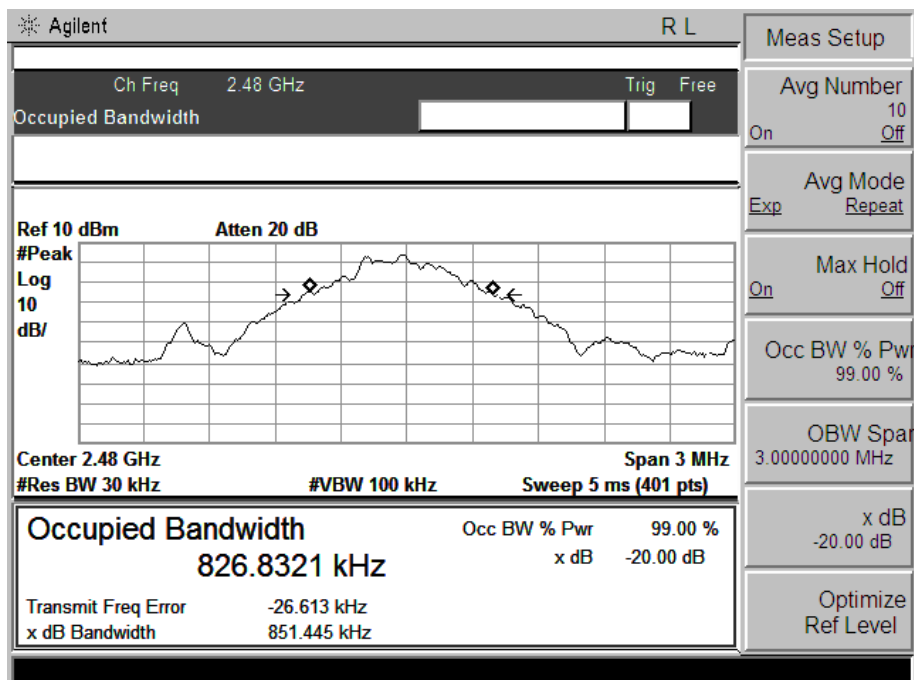 Agilent R L
Ch Freq 2.48 GHz Trig Free
Occupied Bandwidth
Ref 10 dBm Atten 20 dB
#Peak
Log
10
dB/
Center 2.48 GHz Span 3 MHz
#Res BW 30 kHz #VBW 100 kHz Sweep 5 ms (401 pts)
Occupied Bandwidth
826.8321 kHz
Occ BW % Pwr 99.00 %
x dB -20.00 dB
Transmit Freq Error -26.613 kHz
x dB Bandwidth 851.445 kHz
Meas Setup
Avg Number
10
On Off
Avg Mode
Exp Repeat
Max Hold
On Off
Occ BW % Pwr
99.00 %
OBW Spar
3.00000000 MHz
x dB
-20.00 dB
Optimize
Ref Level